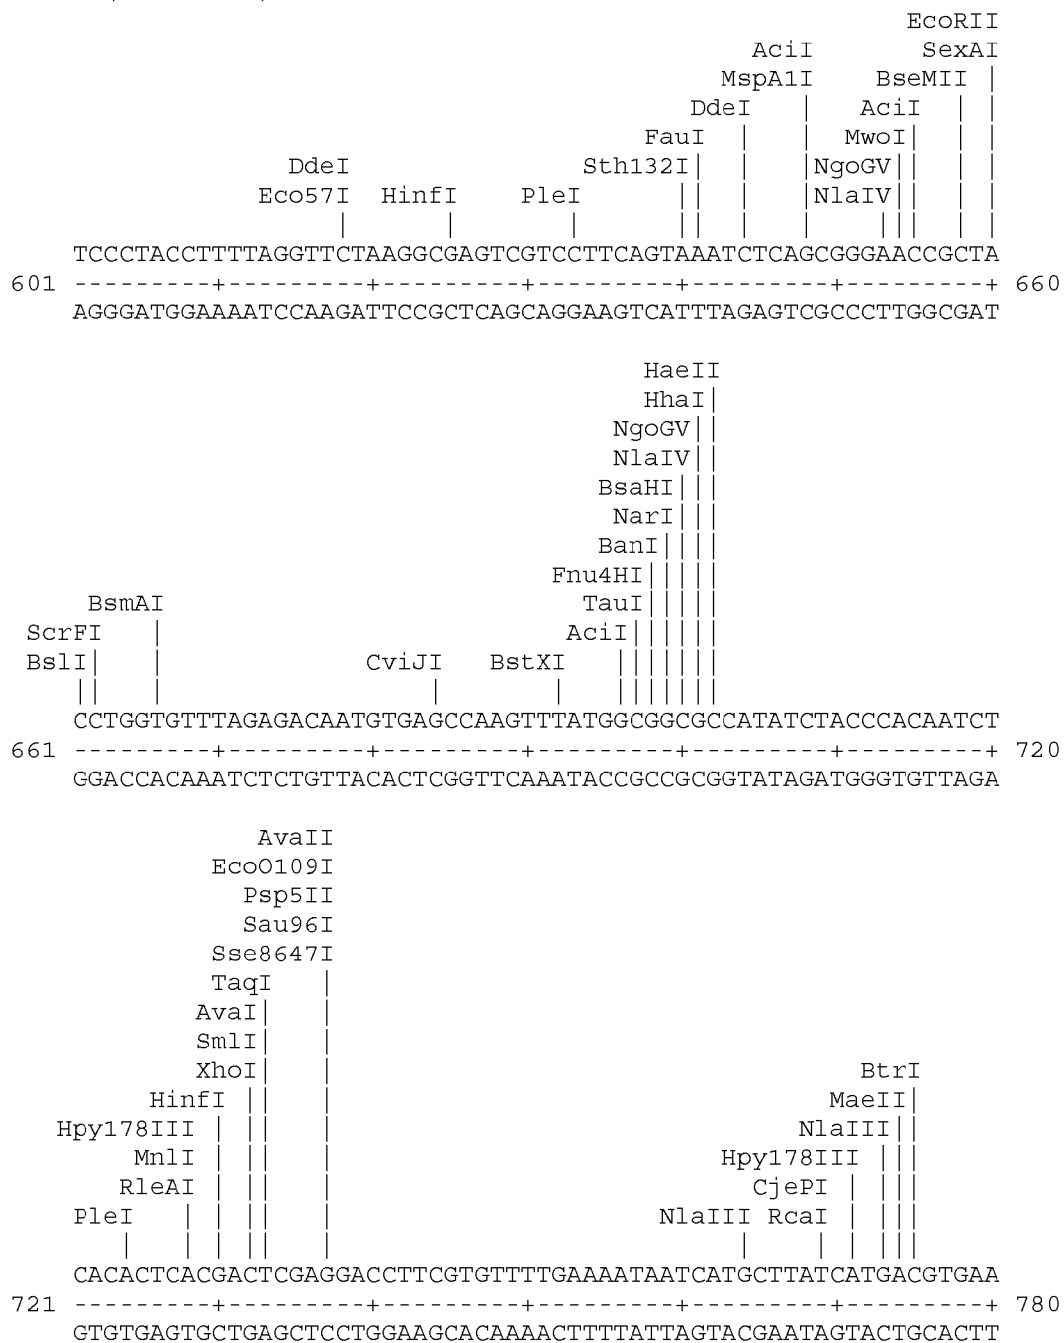 EcoRII
AciI SexAI
MspA1I BseMII |
DdeI | AciI | |
FauI | | MwoI| | |
DdeI Sth132I| | |NgoGV|| | |
Eco57I HinfI PleI || | |NlaIV|| | |
| | | || | | ||| | |
TCCCTACCTTTTAGGTTCTAAGGCGAGTCGTCCTTCAGTAAATCTCAGCGGGAACCGCTA
601 ---------+---------+---------+---------+---------+---------+ 660
AGGGATGGAAAATCCAAGATTCCGCTCAGCAGGAAGTCATTTAGAGTCGCCCTTGGCGAT
HaeII
HhaI|
NgoGV||
NlaIV||
BsaHI|||
NarI|||
BanI||||
Fnu4HI|||||
BsmAI TauI|||||
ScrFI | AciI||||||
BslI| | CviJI BstXI |||||||
|| | | | |||||||
CCTGGTGTTTAGAGACAATGTGAGCCAAGTTTATGGCGGCGCCATATCTACCCACAATCT
661 ---------+---------+---------+---------+---------+---------+ 720
GGACCACAAATCTCTGTTACACTCGGTTCAAATACCGCCGCGGTATAGATGGGTGTTAGA
AvaII
EcoO109I
Psp5II
Sau96I
Sse8647I
TaqI |
AvaI| |
SmlI| |
XhoI| | BtrI
HinfI || | MaeII|
Hpy178III | || | NlaIII||
MnlI | || | Hpy178III |||
RleAI | || | CjePI | |||
PleI | | || | NlaIII RcaI | |||
| | | || | | | | |||
CACACTCACGACTCGAGGACCTTCGTGTTTTGAAAATAATCATGCTTATCATGACGTGAA
721 ---------+---------+---------+---------+---------+---------+ 780
GTGTGAGTGCTGAGCTCCTGGAAGCACAAAACTTTTATTAGTACGAATAGTACTGCACTT